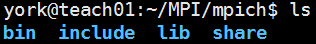 york@teach01:~/MPI/mpich$ ls
bin include lib share